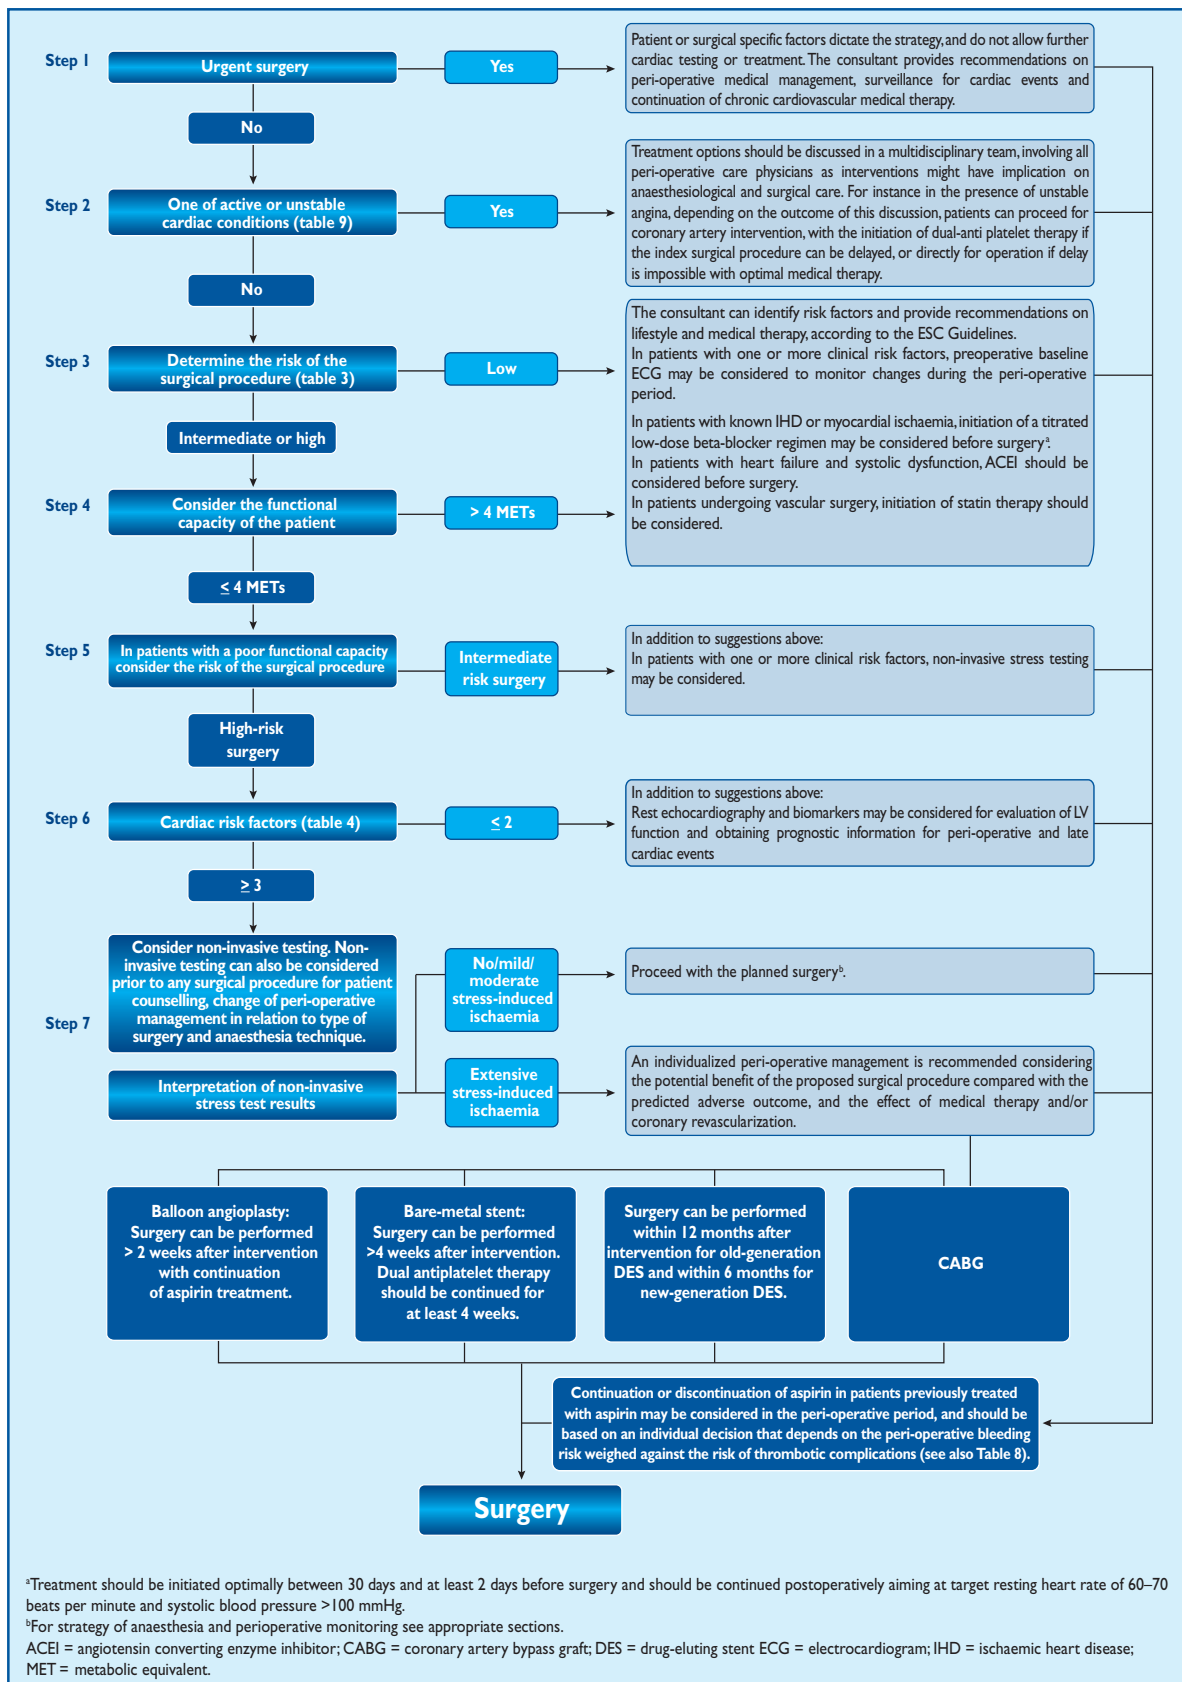 Step 1
Urgent surgery
Yes
Patient or surgical specific factors dictate the strategy, and do not allow further
cardiac testing or treatment. The consultant provides recommendations on
peri-operative medical management, surveillance for cardiac events and
continuation of chronic cardiovascular medical therapy.
No
Step 2
One of active or unstable
cardiac conditions (table 9)
Yes
Treatment options should be discussed in a multidisciplinary team, involving all
peri-operative care physicians as interventions might have implication on
anaesthesiological and surgical care. For instance in the presence of unstable
angina, depending on the outcome of this discussion, patients can proceed for
coronary artery intervention, with the initiation of dual-anti platelet therapy if
the index surgical procedure can be delayed, or directly for operation if delay
is impossible with optimal medical therapy.
No
Step 3
Determine the risk of the
surgical procedure (table 3)
Low
The consultant can identify risk factors and provide recommendations on
lifestyle and medical therapy, according to the ESC Guidelines.
In patients with one or more clinical risk factors, preoperative baseline
ECG may be considered to monitor changes during the peri-operative
period.
In patients with known IHD or myocardial ischaemia, initiation of a titrated
low-dose beta-blocker regimen may be considered before surgeryᵃ.
In patients with heart failure and systolic dysfunction, ACEI should be
considered before surgery.
In patients undergoing vascular surgery, initiation of statin therapy should
be considered.
Intermediate or high
Step 4
Consider the functional
capacity of the patient
> 4 METs
≤ 4 METs
Step 5
In patients with a poor functional capacity
consider the risk of the surgical procedure
Intermediate
risk surgery
In addition to suggestions above:
In patients with one or more clinical risk factors, non-invasive stress testing
may be considered.
High-risk
surgery
Step 6
Cardiac risk factors (table 4)
≤ 2
In addition to suggestions above:
Rest echocardiography and biomarkers may be considered for evaluation of LV
function and obtaining prognostic information for peri-operative and late
cardiac events
≥ 3
Step 7
Consider non-invasive testing. Non-
invasive testing can also be considered
prior to any surgical procedure for patient
counselling, change of peri-operative
management in relation to type of
surgery and anaesthesia technique.
No/mild/
moderate
stress-induced
ischaemia
Proceed with the planned surgeryᵇ.
Interpretation of non-invasive
stress test results
Extensive
stress-induced
ischaemia
An individualized peri-operative management is recommended considering
the potential benefit of the proposed surgical procedure compared with the
predicted adverse outcome, and the effect of medical therapy and/or
coronary revascularization.
Balloon angioplasty:
Surgery can be performed
> 2 weeks after intervention
with continuation
of aspirin treatment.
Bare-metal stent:
Surgery can be performed
>4 weeks after intervention.
Dual antiplatelet therapy
should be continued for
at least 4 weeks.
Surgery can be performed
within 12 months after
intervention for old-generation
DES and within 6 months for
new-generation DES.
CABG
Continuation or discontinuation of aspirin in patients previously treated
with aspirin may be considered in the peri-operative period, and should be
based on an individual decision that depends on the peri-operative bleeding
risk weighed against the risk of thrombotic complications (see also Table 8).
Surgery
ᵃTreatment should be initiated optimally between 30 days and at least 2 days before surgery and should be continued postoperatively aiming at target resting heart rate of 60–70
beats per minute and systolic blood pressure >100 mmHg.
ᵇFor strategy of anaesthesia and perioperative monitoring see appropriate sections.
ACEI = angiotensin converting enzyme inhibitor; CABG = coronary artery bypass graft; DES = drug-eluting stent ECG = electrocardiogram; IHD = ischaemic heart disease;
MET = metabolic equivalent.